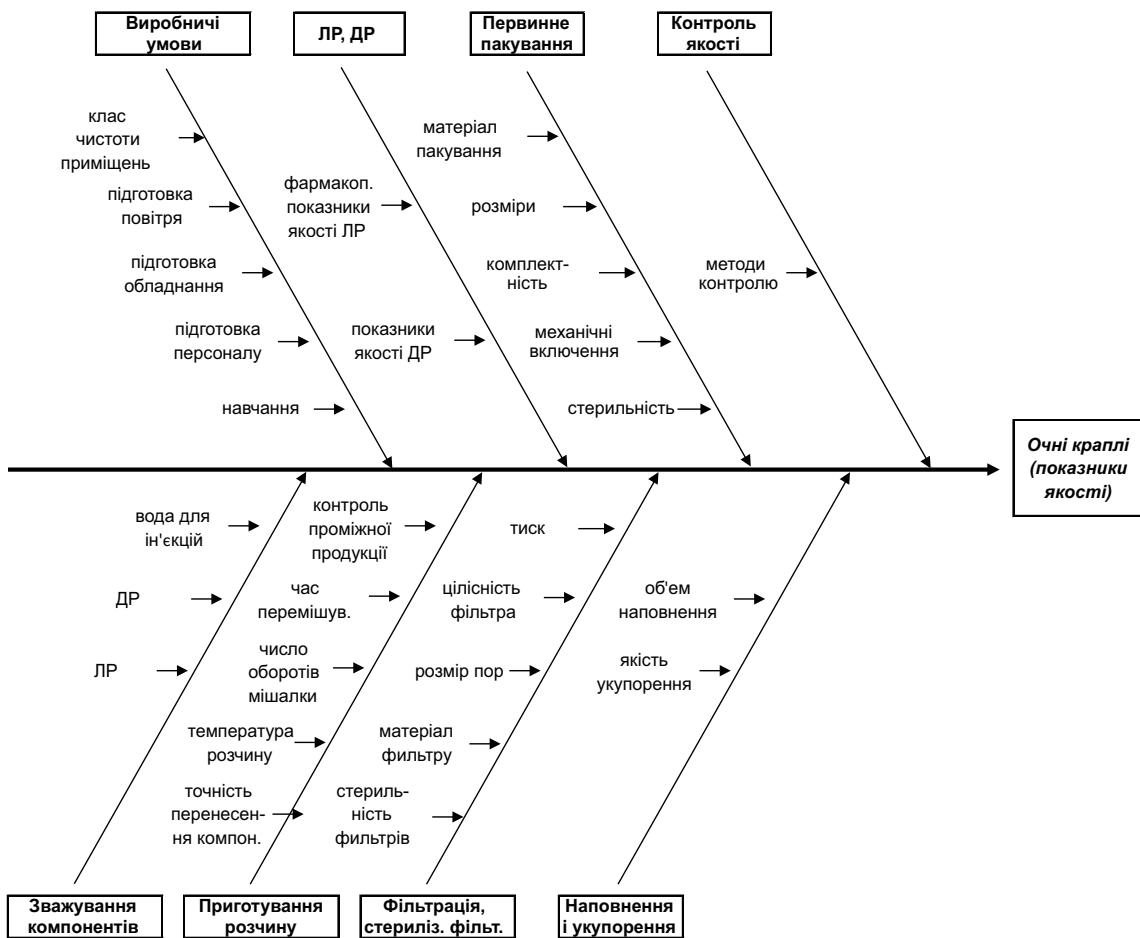 Виробничі
умови
ЛР, ДР
Первинне
пакування
Контроль
якості
клас
чистоти
приміщень
підготовка
повітря
підготовка
обладнання
підготовка
персоналу
навчання
фармакоп.
показники
якості ЛР
показники
якості ДР
матеріал
пакування
розміри
комплект-
ність
механічні
включення
стерильність
методи
контролю
Очні краплі
(показники
якості)
вода для
ін'єкцій
ДР
ЛР
контроль
проміжної
продукції
час
перемішув.
число
оборотів
мішалки
температура
розчину
точність
перенесен-
ня компон.
тиск
цілісність
фільтра
розмір пор
матеріал
фильтру
стериль-
ність
фильтрів
об'ем
наповнення
якість
укупорення
Зважування
компонентів
Приготування
розчину
Фільтрація,
стериліз. фільт.
Наповнення
і укупорення